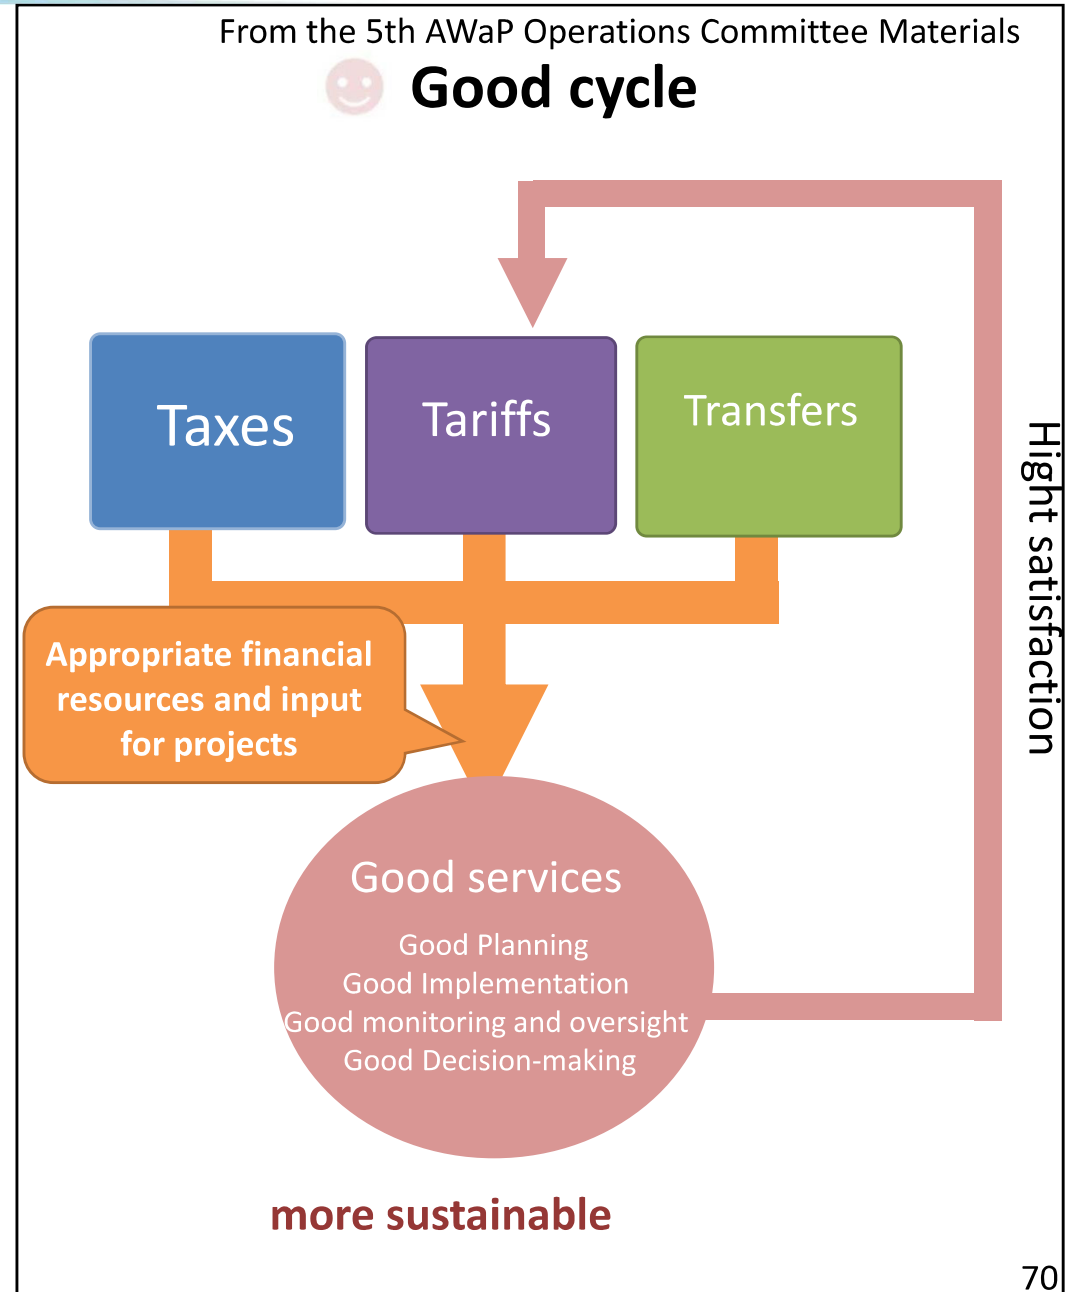 From the 5th AWaP Operations Committee Materials
Good cycle
Taxes
Tariffs
Transfers
Hight satisfaction
Appropriate financial
resources and input
for projects
Good services
Good Planning
Good Implementation
Good monitoring and oversight
Good Decision-making
more sustainable
70